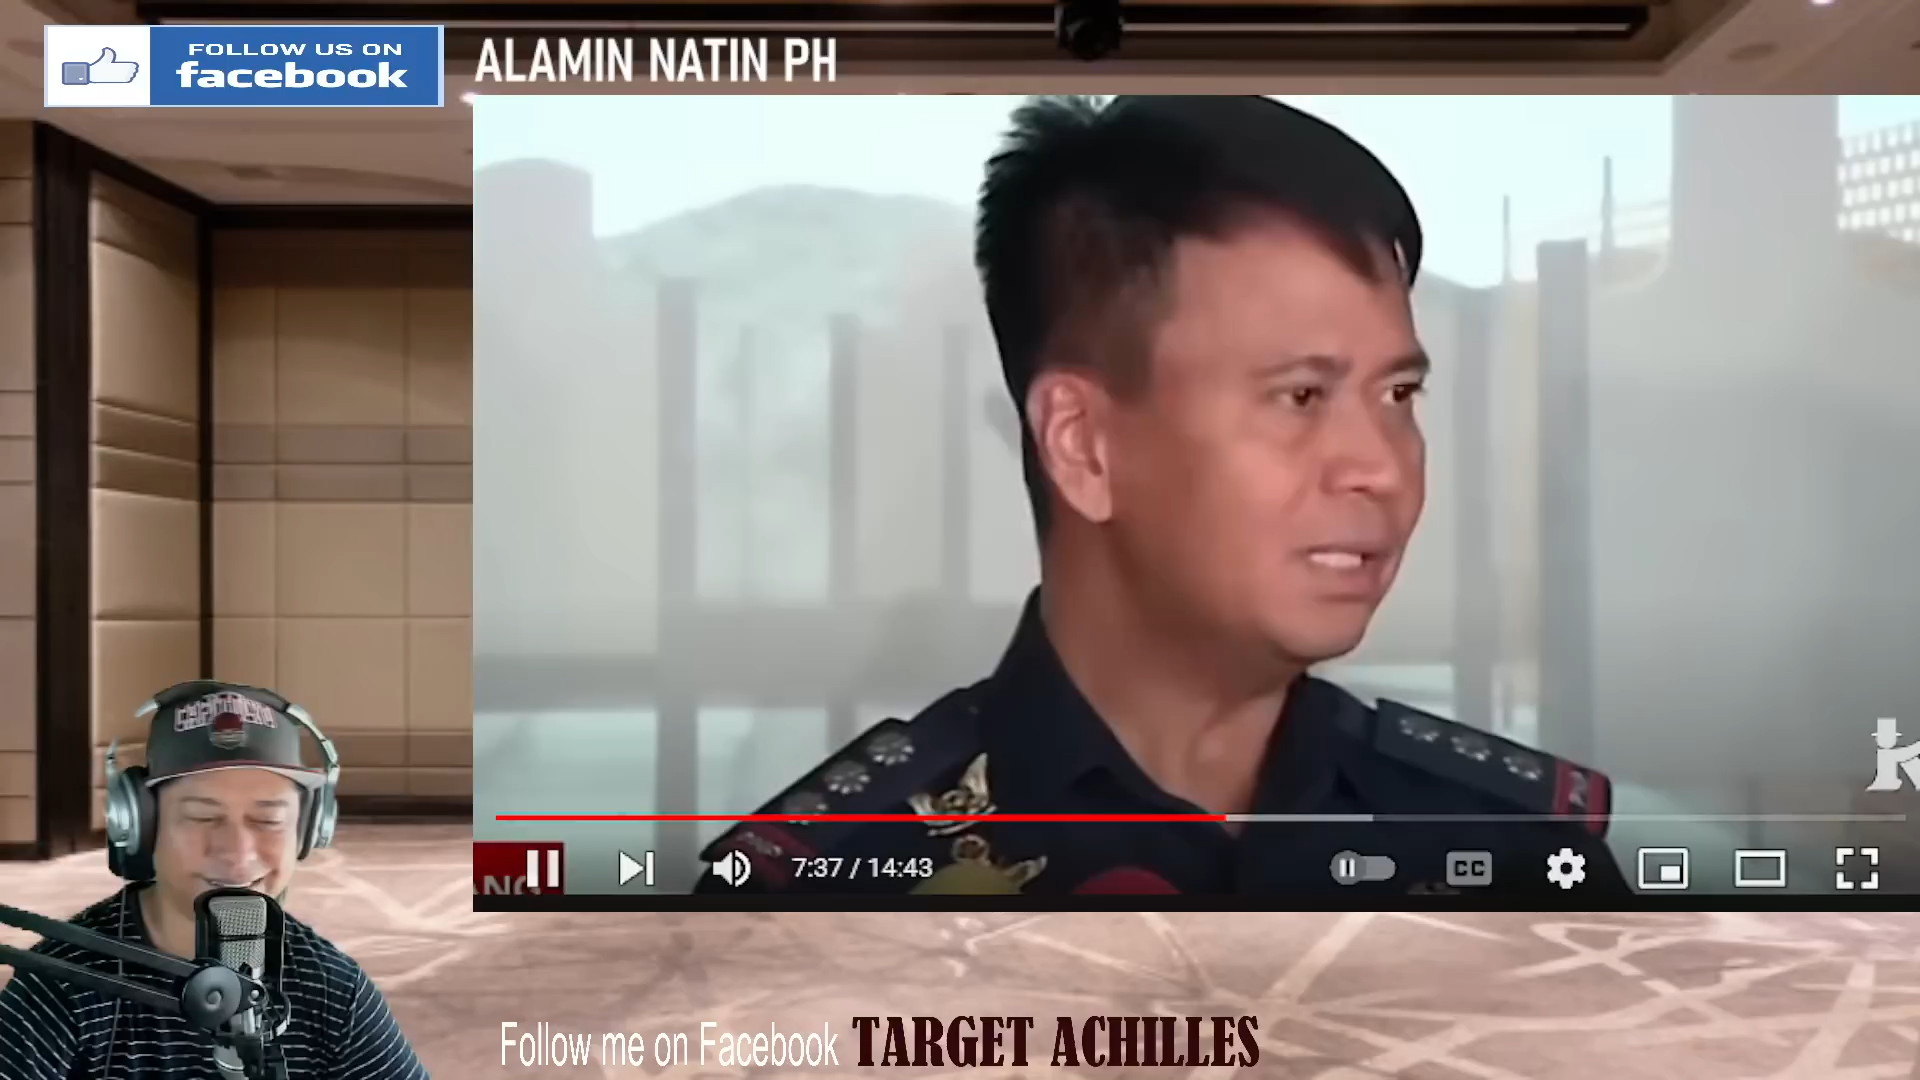 FOLLOW US ON
facebook
ALAMIN NATIN PH
7:37 / 14:43
CC
Follow me on Facebook TARGET ACHILLES